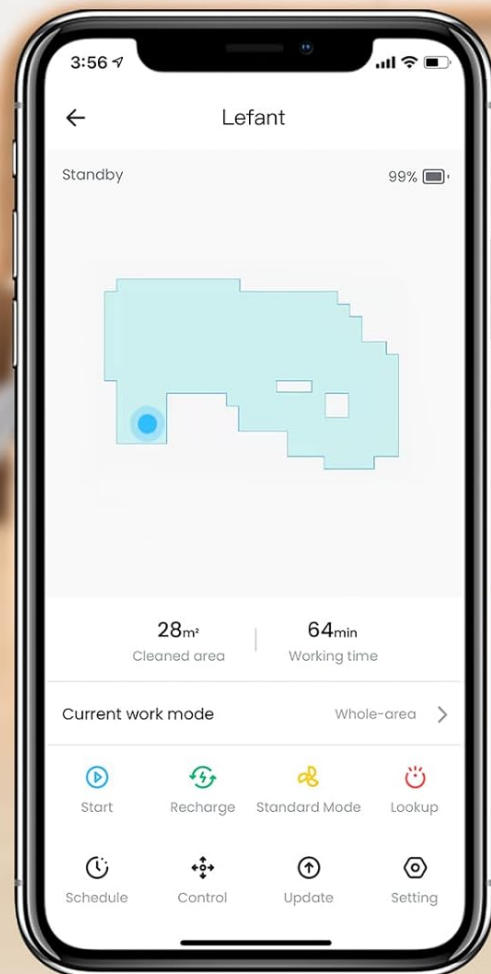 3:56
Lefant
Standby 99%
28m² 64min
Cleaned area Working time
Current work mode Whole-area
Start Recharge Standard Mode Lookup
Schedule Control Update Setting